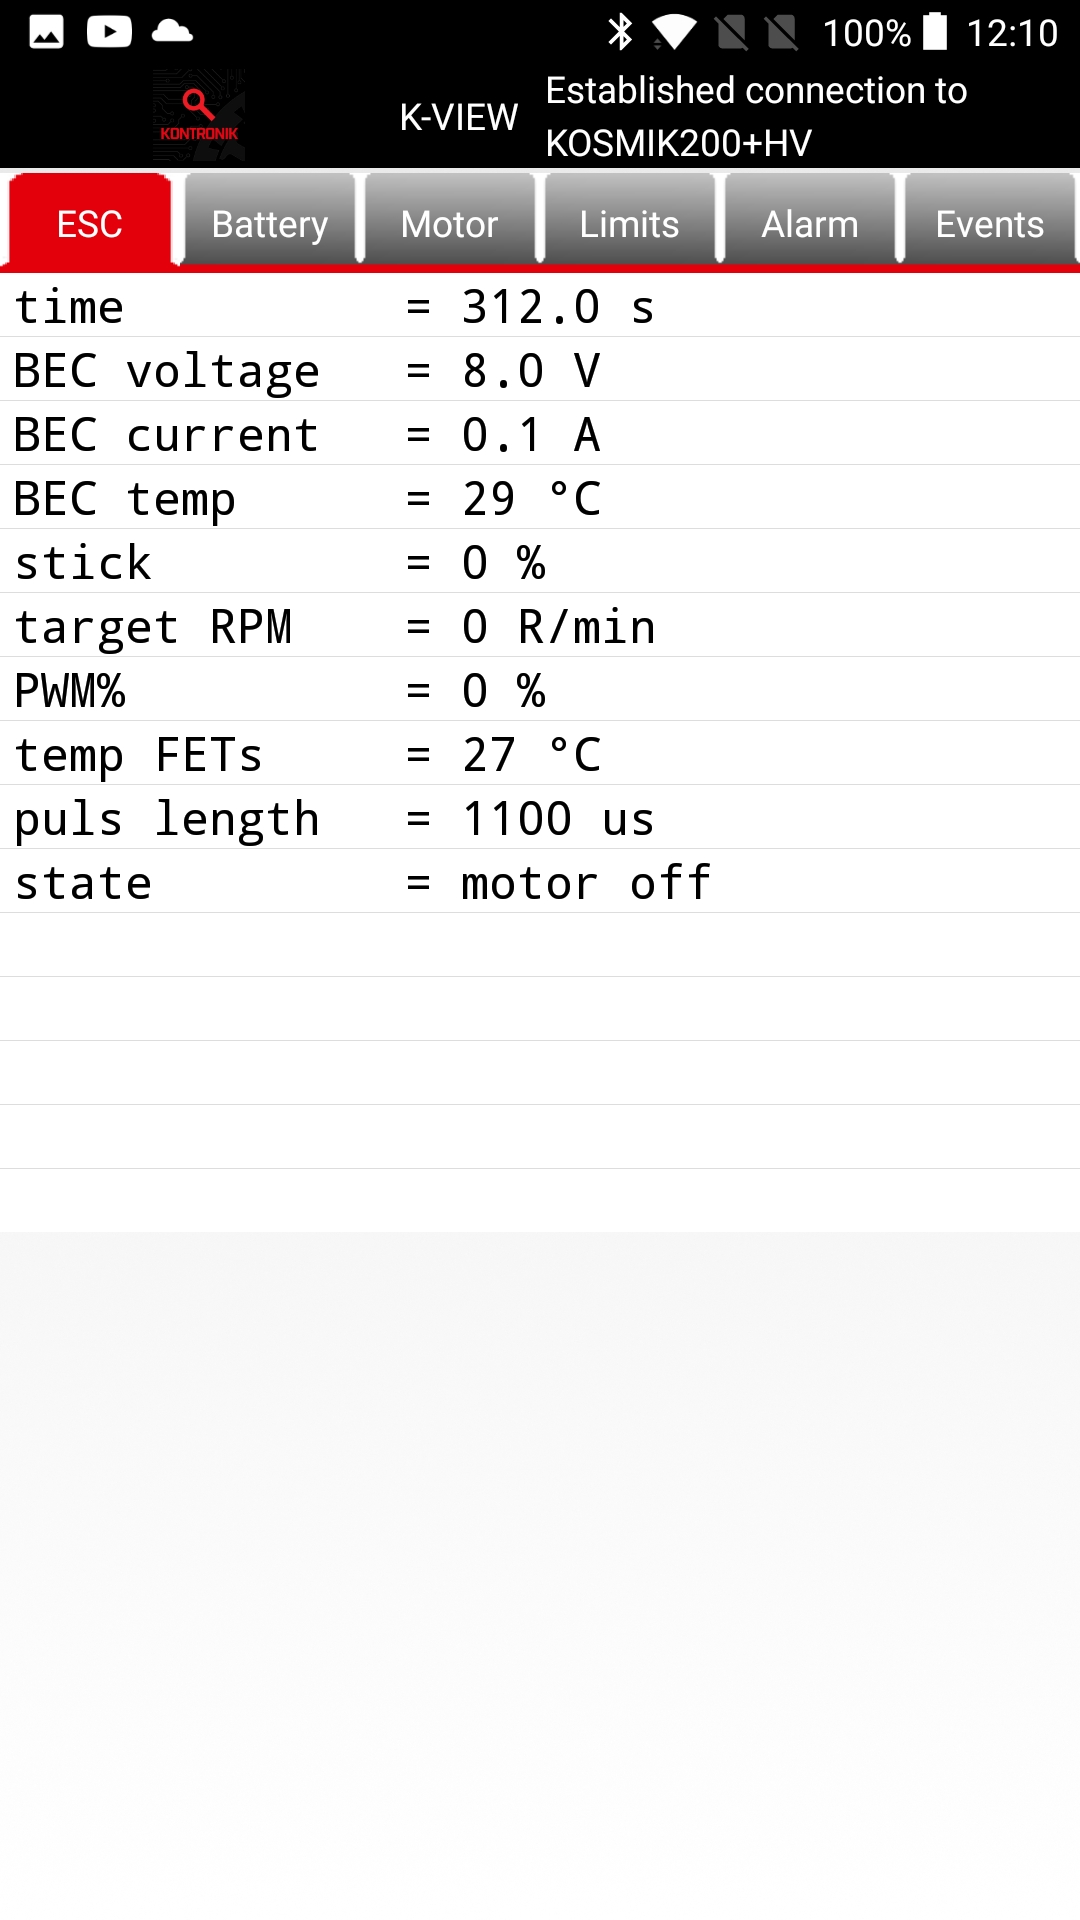 100% 12:10
KONTRONIK
K-VIEW
Established connection to
KOSMIK200+HV
ESC Battery Motor Limits Alarm Events
time = 312.0 s
BEC voltage = 8.0 V
BEC current = 0.1 A
BEC temp = 29 °C
stick = 0 %
target RPM = 0 R/min
PWM% = 0 %
temp FETs = 27 °C
puls length = 1100 us
state = motor off